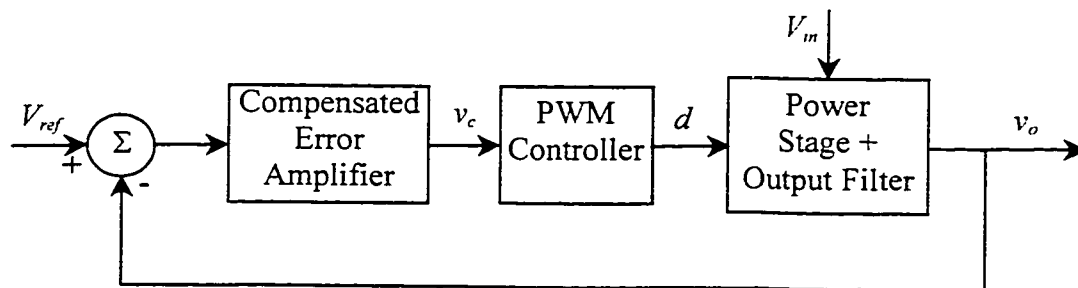 V_in
V_ref
+
Σ
-
Compensated
Error
Amplifier
v_c
PWM
Controller
d
Power
Stage +
Output Filter
v_o